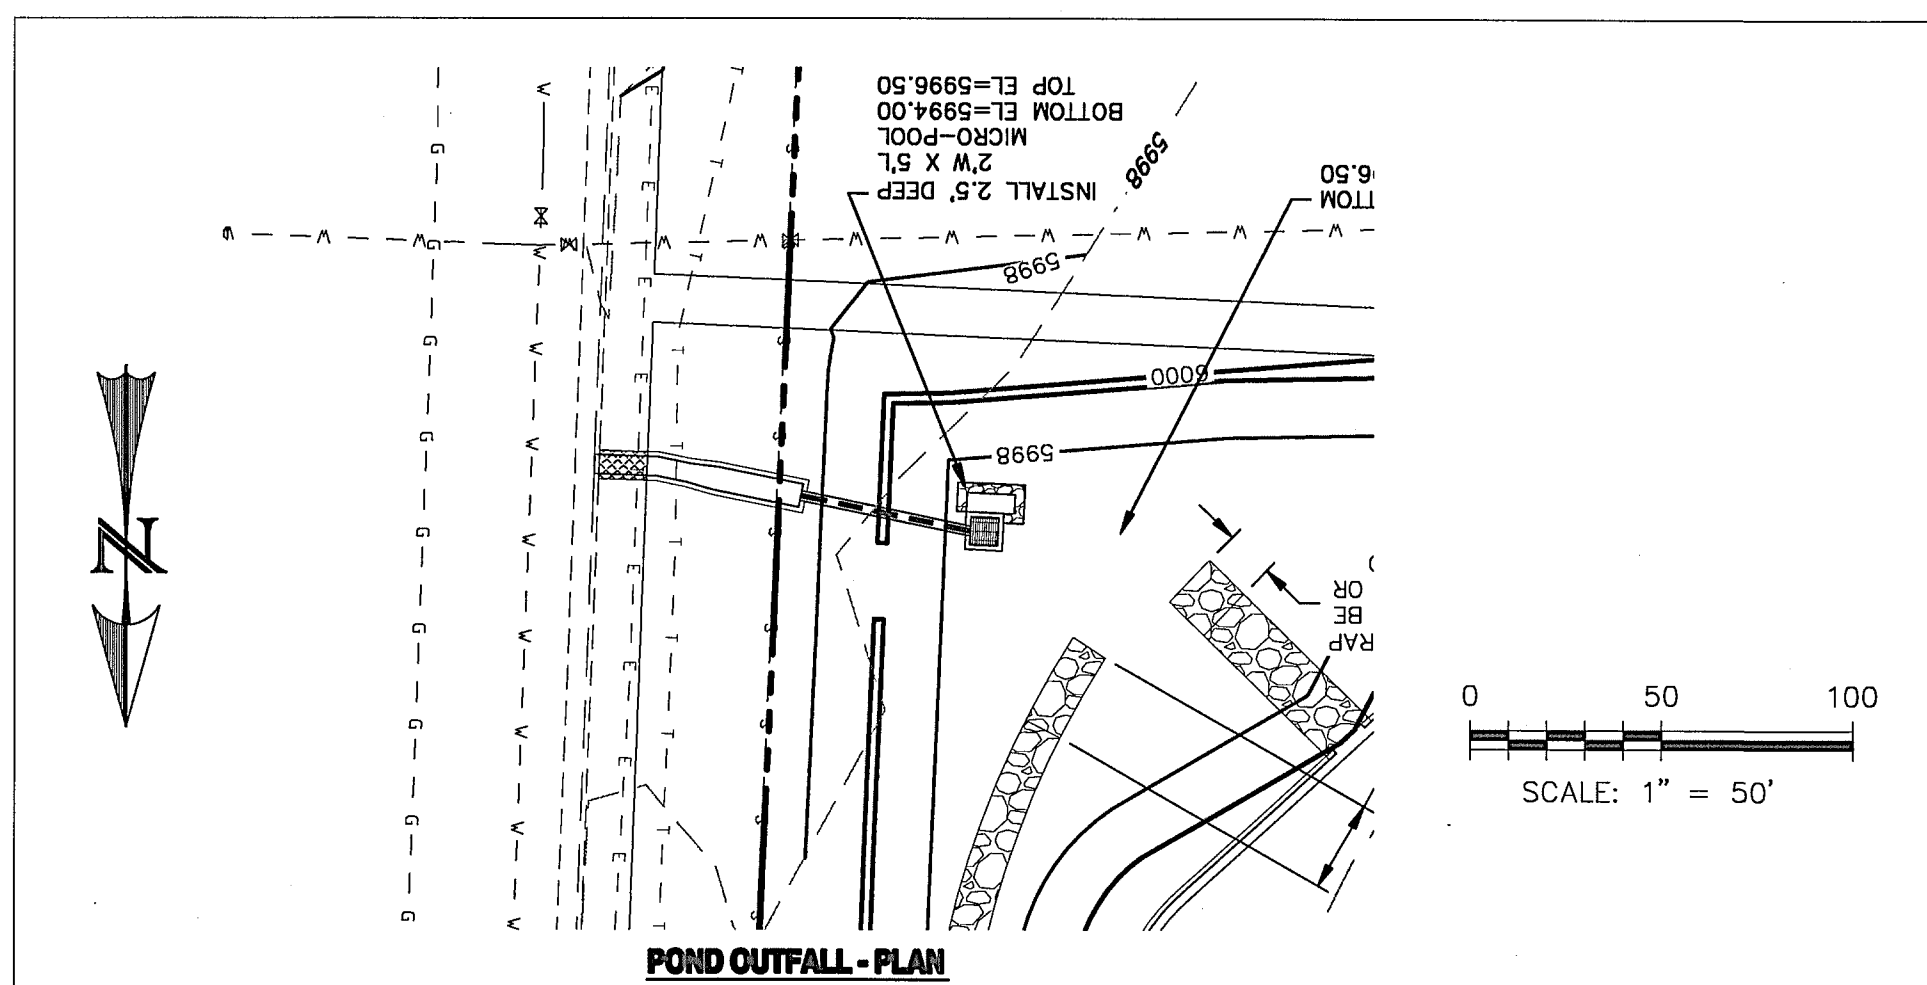 INSTALL 2.5' DEEP
2'W X 5'L
MICRO-POOL
BOTTOM EL=5994.00
TOP EL=5996.50
5998
TTOM
6.50
5998
6000
5998
RAP
BE
OR
N
0 50 100
SCALE: 1" = 50'
POND OUTFALL - PLAN